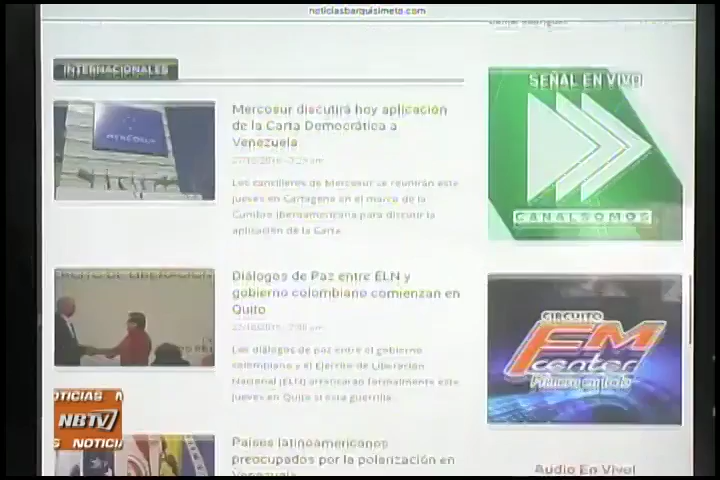 noticiasbarquisimeto.com
INTERNACIONALES
SEÑAL EN VIVO
Mercosur discutirá hoy aplicación
de la Carta Democrática a
Venezuela
MERCOSUR
Los cancilleres de Mercosur se reunirán este
jueves en Cartagena en el marco de la
Cumbre Iberoamericana para discutir la
aplicación de la Carta
CANALSOMOS
Diálogos de Paz entre ELN y
gobierno colombiano comienzan en
Quito
Los diálogos de paz entre el gobierno
colombiano y el Ejército de Liberación
Nacional (ELN) arrancarán formalmente este
jueves en Quito si esta guerrilla
CIRCUITO
FM
center
NOTICIAS
NBTV
NOTICIA
Países latinoamericanos
preocupados por la polarización en
Venezuela
Audio En Vivo!